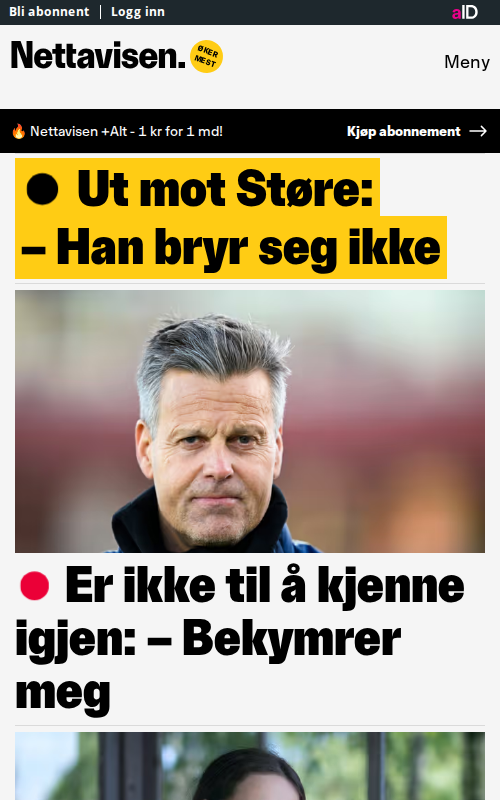 Bli abonnent | Logg inn
aID
Nettavisen.
ØKER
MEST
Meny
🔥 Nettavisen +Alt - 1 kr for 1 md!
Kjøp abonnement →
Ut mot Støre:
– Han bryr seg ikke
Er ikke til å kjenne
igjen: – Bekymrer
meg